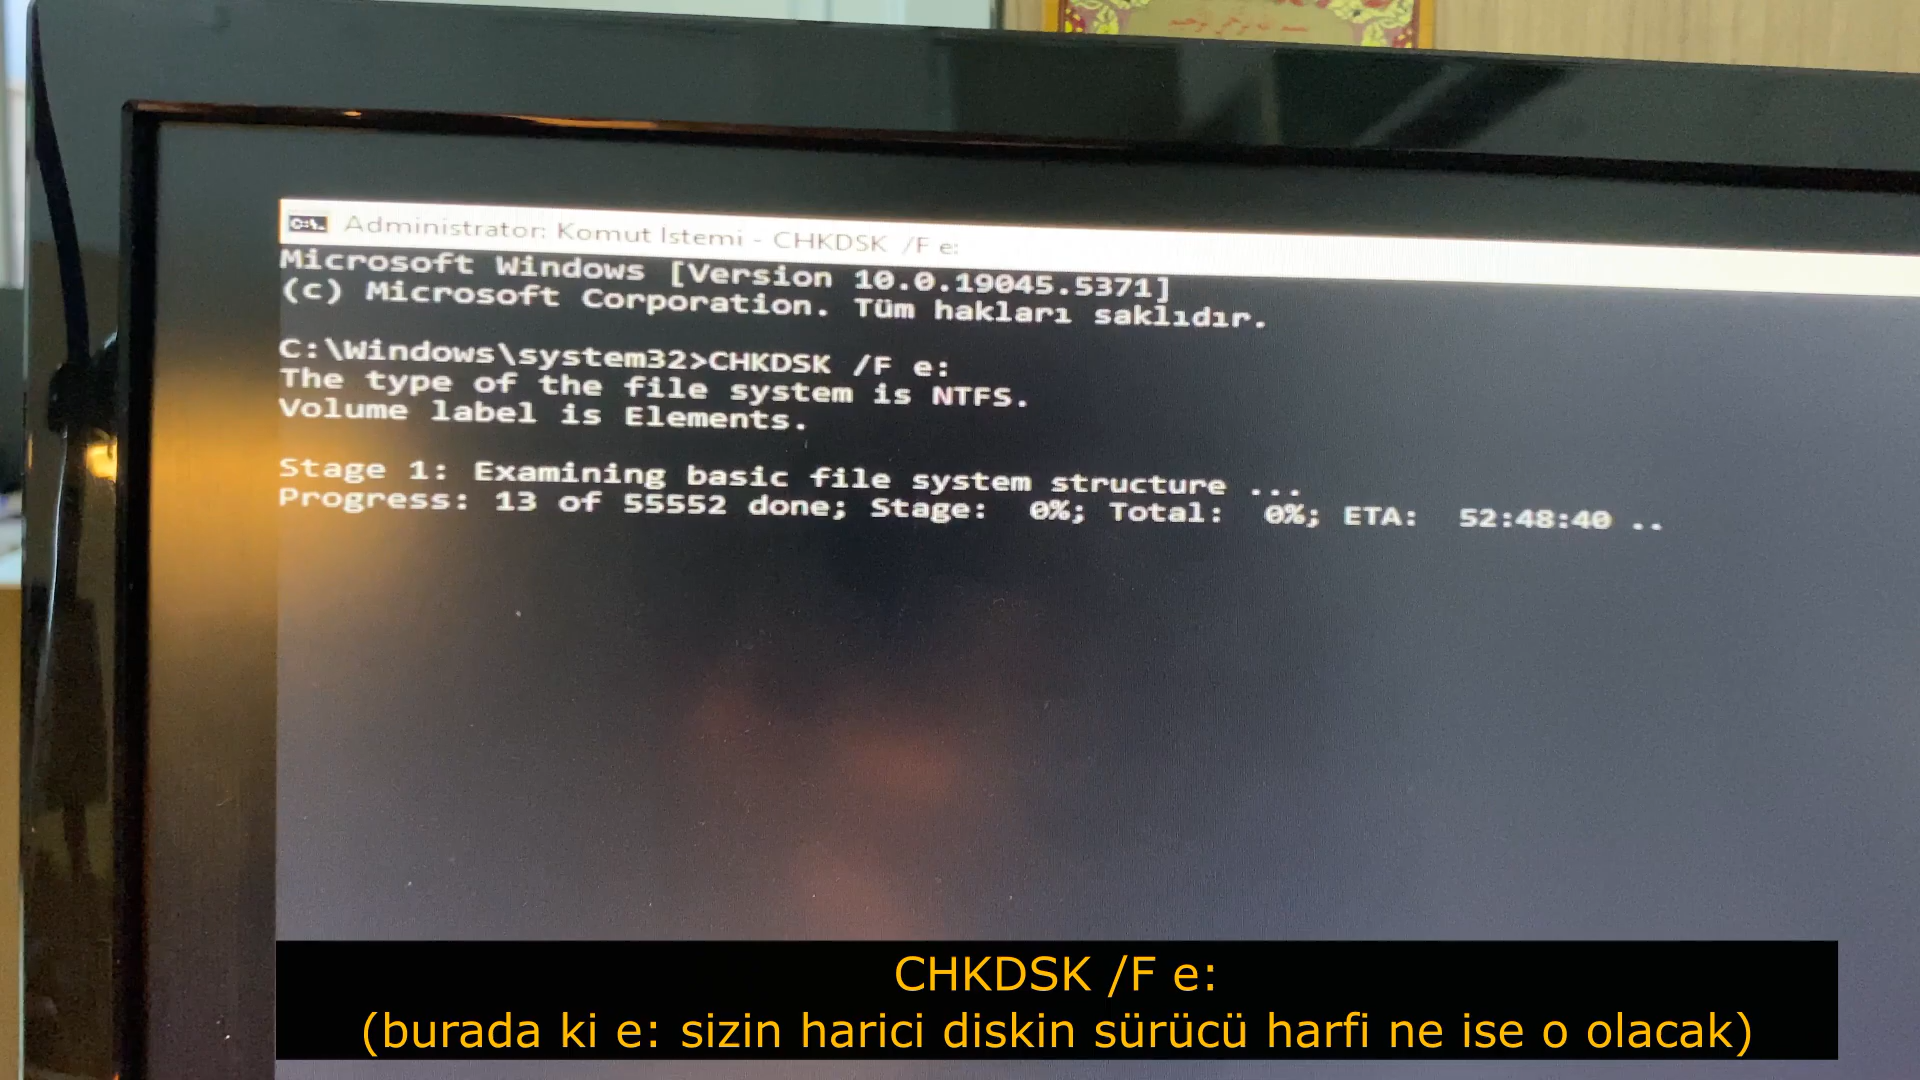 Administrator: Komut İstemi - CHKDSK /F e:
Microsoft Windows [Version 10.0.19045.5371]
(c) Microsoft Corporation. Tüm hakları saklıdır.
C:\Windows\system32>CHKDSK /F e:
The type of the file system is NTFS.
Volume label is Elements.
Stage 1: Examining basic file system structure ...
Progress: 13 of 55552 done; Stage:  0%; Total:  0%; ETA:  52:48:40 ..
CHKDSK /F e:
(burada ki e: sizin harici diskin sürücü harfi ne ise o olacak)